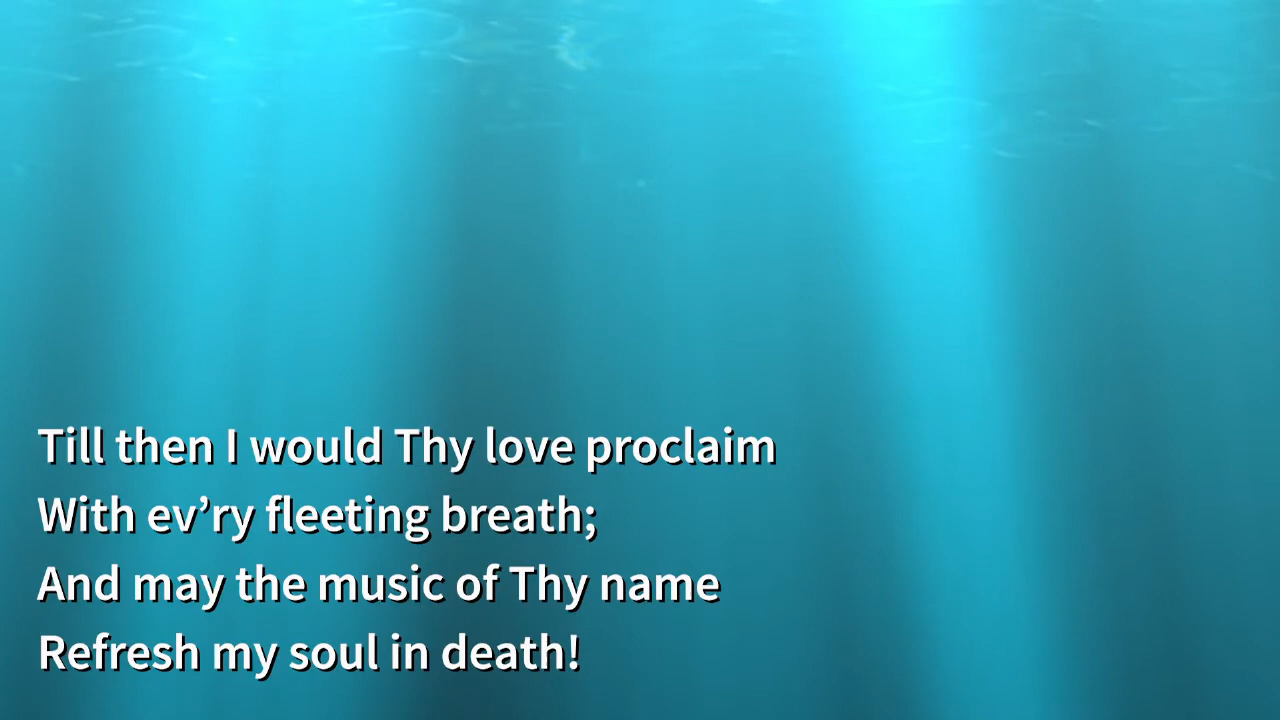 Till then I would Thy love proclaim
With ev’ry fleeting breath;
And may the music of Thy name
Refresh my soul in death!